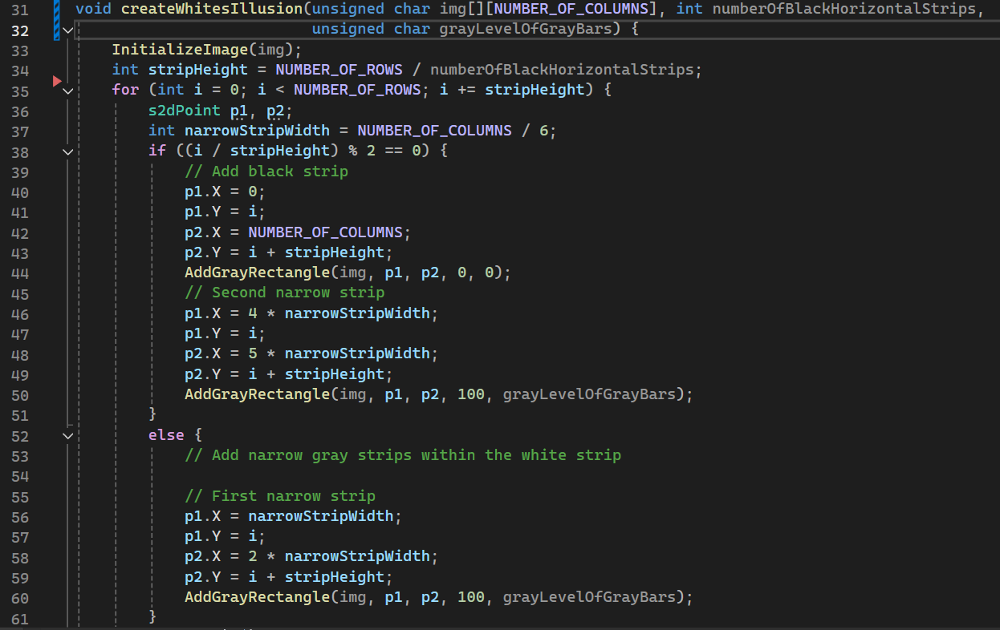 31 void createWhitesIllusion(unsigned char img[][NUMBER_OF_COLUMNS], int numberOfBlackHorizontalStrips,
32 unsigned char grayLevelOfGrayBars) {
33 InitializeImage(img);
34 int stripHeight = NUMBER_OF_ROWS / numberOfBlackHorizontalStrips;
35 for (int i = 0; i < NUMBER_OF_ROWS; i += stripHeight) {
36 s2dPoint p1, p2;
37 int narrowStripWidth = NUMBER_OF_COLUMNS / 6;
38 if ((i / stripHeight) % 2 == 0) {
39 // Add black strip
40 p1.X = 0;
41 p1.Y = i;
42 p2.X = NUMBER_OF_COLUMNS;
43 p2.Y = i + stripHeight;
44 AddGrayRectangle(img, p1, p2, 0, 0);
45 // Second narrow strip
46 p1.X = 4 * narrowStripWidth;
47 p1.Y = i;
48 p2.X = 5 * narrowStripWidth;
49 p2.Y = i + stripHeight;
50 AddGrayRectangle(img, p1, p2, 100, grayLevelOfGrayBars);
51 }
52 else {
53 // Add narrow gray strips within the white strip
54
55 // First narrow strip
56 p1.X = narrowStripWidth;
57 p1.Y = i;
58 p2.X = 2 * narrowStripWidth;
59 p2.Y = i + stripHeight;
60 AddGrayRectangle(img, p1, p2, 100, grayLevelOfGrayBars);
61 }